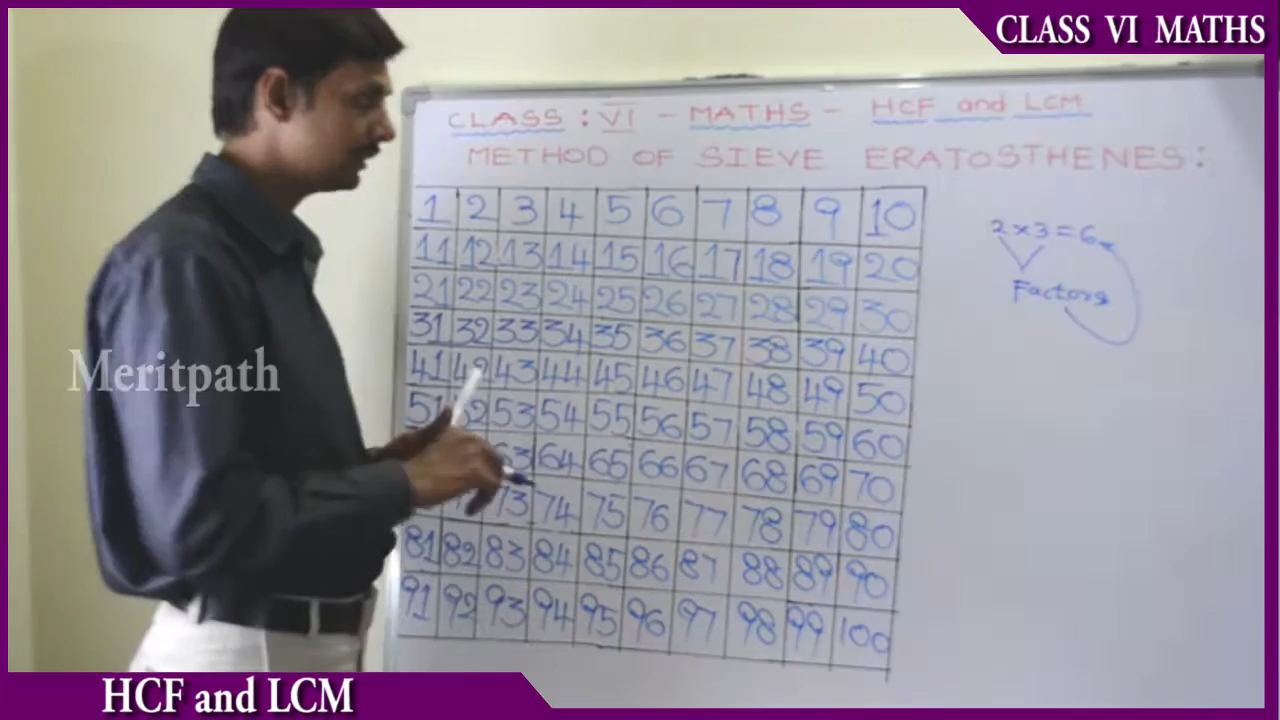 CLASS VI MATHS
CLASS : VI - MATHS - HCF and LCM
METHOD OF SIEVE ERATOSTHENES:
1 2 3 4 5 6 7 8 9 10
11 12 13 14 15 16 17 18 19 20
21 22 23 24 25 26 27 28 29 30
31 32 33 34 35 36 37 38 39 40
41 42 43 44 45 46 47 48 49 50
51 52 53 54 55 56 57 58 59 60
63 64 65 66 67 68 69 70
73 74 75 76 77 78 79 80
81 82 83 84 85 86 87 88 89 90
91 92 93 94 95 96 97 98 99 100
2 × 3 = 6
Factors
Meritpath
HCF and LCM